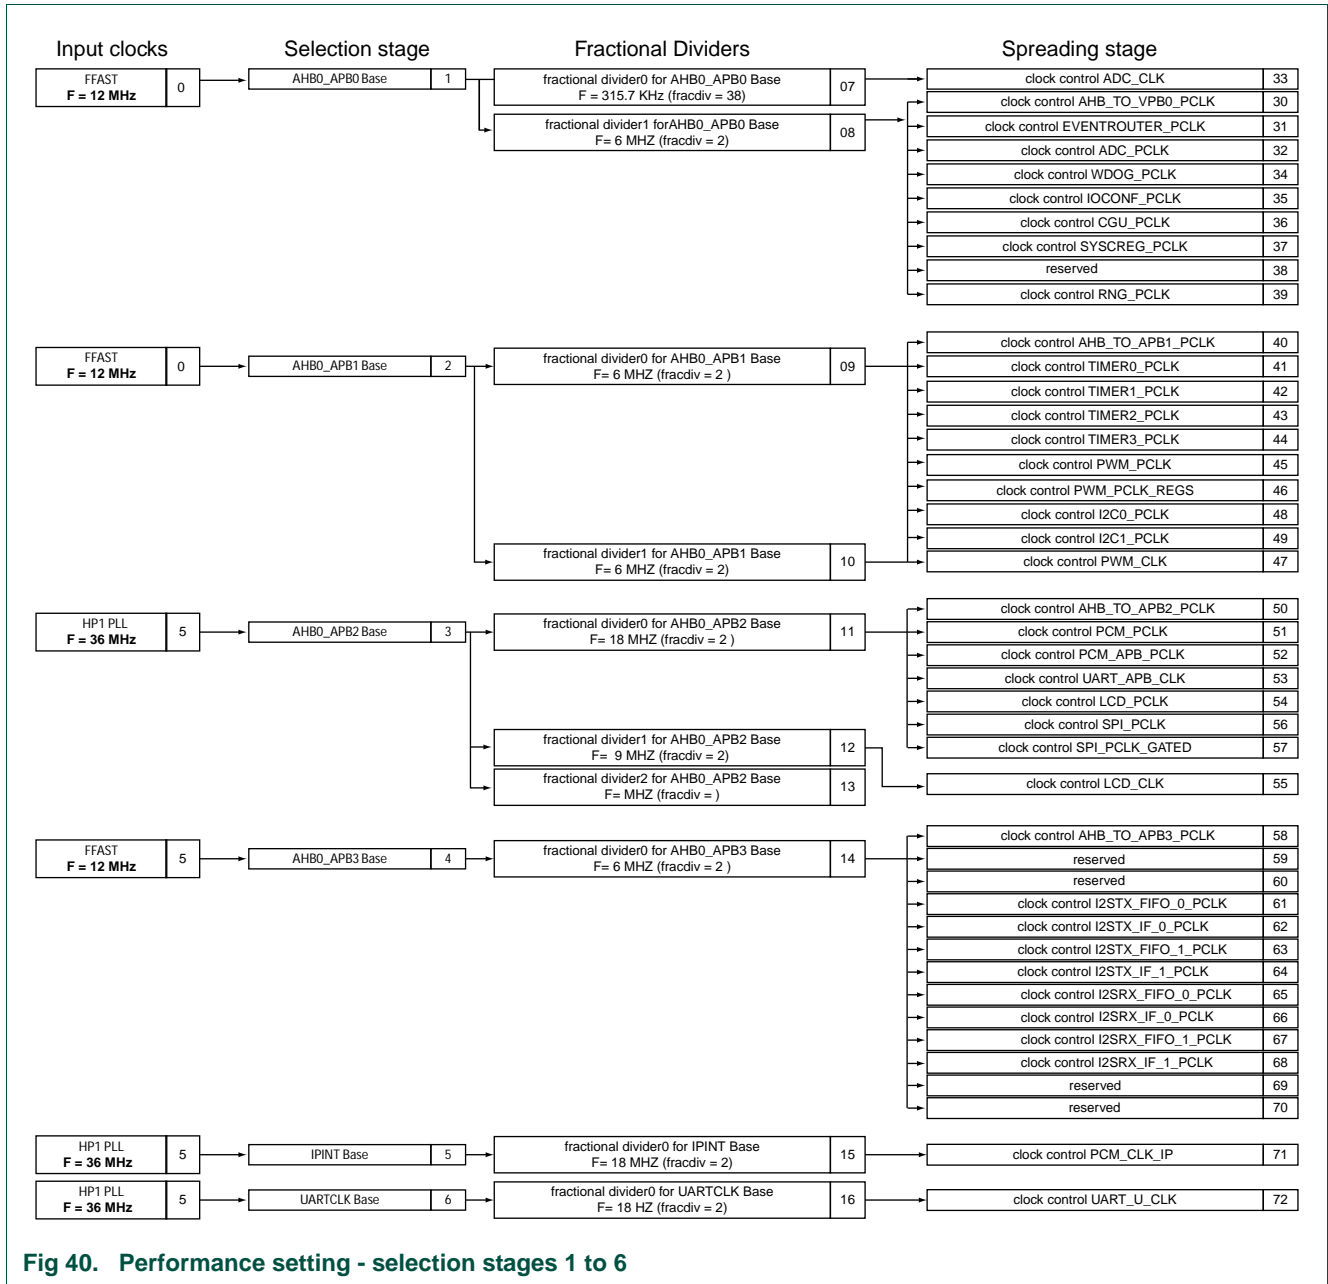 Input clocks
Selection stage
Fractional Dividers
Spreading stage
FFAST
F = 12 MHz
0
AHB0_APB0 Base
1
fractional divider0 for AHB0_APB0 Base
F = 315.7 KHz (fracdiv = 38)
07
fractional divider1 forAHB0_APB0 Base
F= 6 MHZ (fracdiv = 2)
08
clock control ADC_CLK
33
clock control AHB_TO_VPB0_PCLK
30
clock control EVENTROUTER_PCLK
31
clock control ADC_PCLK
32
clock control WDOG_PCLK
34
clock control IOCONF_PCLK
35
clock control CGU_PCLK
36
clock control SYSCREG_PCLK
37
reserved
38
clock control RNG_PCLK
39
FFAST
F = 12 MHz
0
AHB0_APB1 Base
2
fractional divider0 for AHB0_APB1 Base
F= 6 MHZ (fracdiv = 2 )
09
fractional divider1 for AHB0_APB1 Base
F= 6 MHZ (fracdiv = 2)
10
clock control AHB_TO_APB1_PCLK
40
clock control TIMER0_PCLK
41
clock control TIMER1_PCLK
42
clock control TIMER2_PCLK
43
clock control TIMER3_PCLK
44
clock control PWM_PCLK
45
clock control PWM_PCLK_REGS
46
clock control I2C0_PCLK
48
clock control I2C1_PCLK
49
clock control PWM_CLK
47
HP1 PLL
F = 36 MHz
5
AHB0_APB2 Base
3
fractional divider0 for AHB0_APB2 Base
F= 18 MHZ (fracdiv = 2 )
11
fractional divider1 for AHB0_APB2 Base
F= 9 MHZ (fracdiv = 2)
12
fractional divider2 for AHB0_APB2 Base
F= MHZ (fracdiv = )
13
clock control AHB_TO_APB2_PCLK
50
clock control PCM_PCLK
51
clock control PCM_APB_PCLK
52
clock control UART_APB_CLK
53
clock control LCD_PCLK
54
clock control SPI_PCLK
56
clock control SPI_PCLK_GATED
57
clock control LCD_CLK
55
FFAST
F = 12 MHz
5
AHB0_APB3 Base
4
fractional divider0 for AHB0_APB3 Base
F= 6 MHZ (fracdiv = 2 )
14
clock control AHB_TO_APB3_PCLK
58
reserved
59
reserved
60
clock control I2STX_FIFO_0_PCLK
61
clock control I2STX_IF_0_PCLK
62
clock control I2STX_FIFO_1_PCLK
63
clock control I2STX_IF_1_PCLK
64
clock control I2SRX_FIFO_0_PCLK
65
clock control I2SRX_IF_0_PCLK
66
clock control I2SRX_FIFO_1_PCLK
67
clock control I2SRX_IF_1_PCLK
68
reserved
69
reserved
70
HP1 PLL
F = 36 MHz
5
IPINT Base
5
fractional divider0 for IPINT Base
F= 18 MHZ (fracdiv = 2)
15
clock control PCM_CLK_IP
71
HP1 PLL
F = 36 MHz
5
UARTCLK Base
6
fractional divider0 for UARTCLK Base
F= 18 HZ (fracdiv = 2)
16
clock control UART_U_CLK
72
Fig 40. Performance setting - selection stages 1 to 6